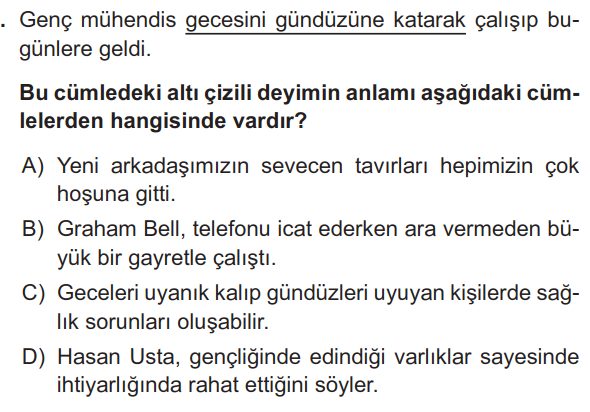 . Genç mühendis gecesini gündüzüne katarak çalışıp bu-
günlere geldi.
Bu cümledeki altı çizili deyimin anlamı aşağıdaki cüm-
lelerden hangisinde vardır?
A) Yeni arkadaşımızın sevecen tavırları hepimizin çok
hoşuna gitti.
B) Graham Bell, telefonu icat ederken ara vermeden bü-
yük bir gayretle çalıştı.
C) Geceleri uyanık kalıp gündüzleri uyuyan kişilerde sağ-
lık sorunları oluşabilir.
D) Hasan Usta, gençliğinde edindiği varlıklar sayesinde
ihtiyarlığında rahat ettiğini söyler.